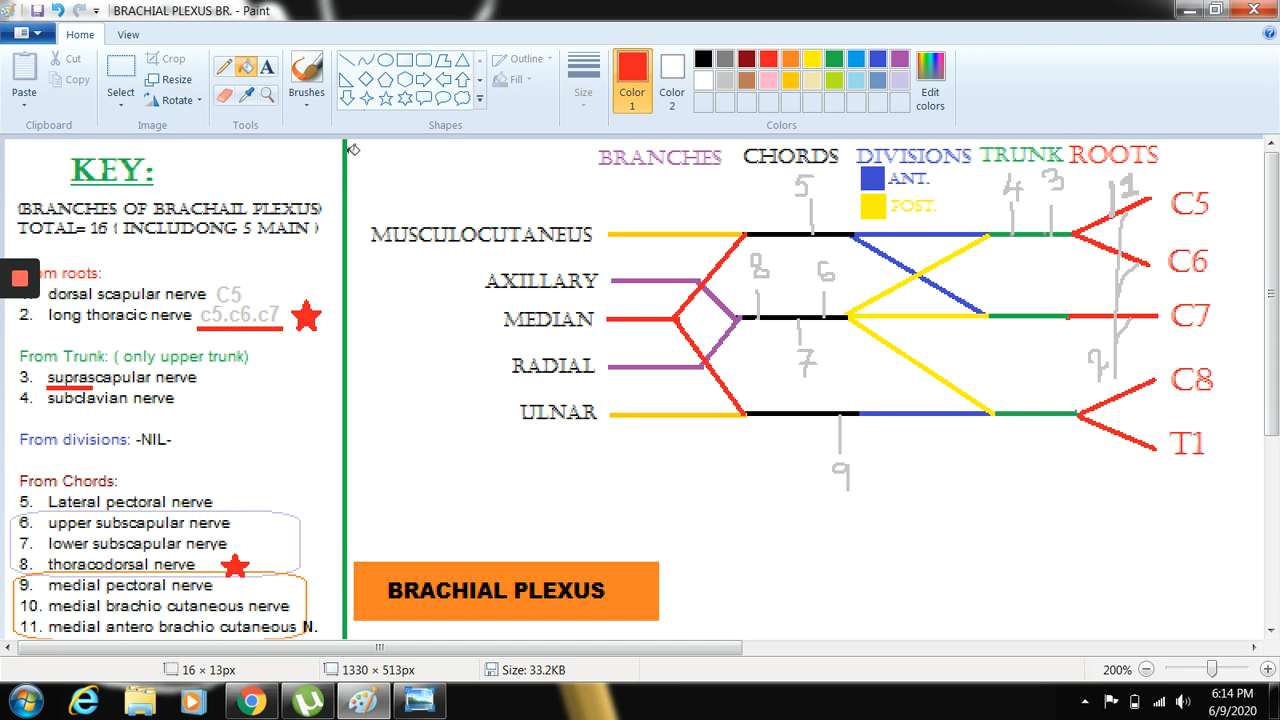 BRACHIAL PLEXUS BR. - Paint
Home
View
Paste
Cut
Copy
Clipboard
Select
Crop
Resize
Rotate
Image
A
Tools
Brushes
Outline
Fill
Shapes
Size
Color
1
Color
2
Edit
colors
Colors
KEY:
(BRANCHES OF BRACHAIL PLEXUS)
TOTAL= 16 ( INCLUDONG 5 MAIN )
om roots:
dorsal scapular nerve C5
2. long thoracic nerve c5.c6.c7
From Trunk: ( only upper trunk)
3. suprascapular nerve
4. subclavian nerve
From divisions: -NIL-
From Chords:
5. Lateral pectoral nerve
6. upper subscapular nerve
7. lower subscapular nerve
8. thoracodorsal nerve
9. medial pectoral nerve
10. medial brachio cutaneous nerve
11. medial antero brachio cutaneous N.
BRANCHES CHORDS DIVISIONS TRUNK ROOTS
ANT.
POST.
5 4 3 1
MUSCULOCUTANEUS
AXILLARY
MEDIAN
RADIAL
ULNAR
8 6
7
2
9
C5
C6
C7
C8
T1
BRACHIAL PLEXUS
16 × 13px
1330 × 513px
Size: 33.2KB
200%
6:14 PM
6/9/2020